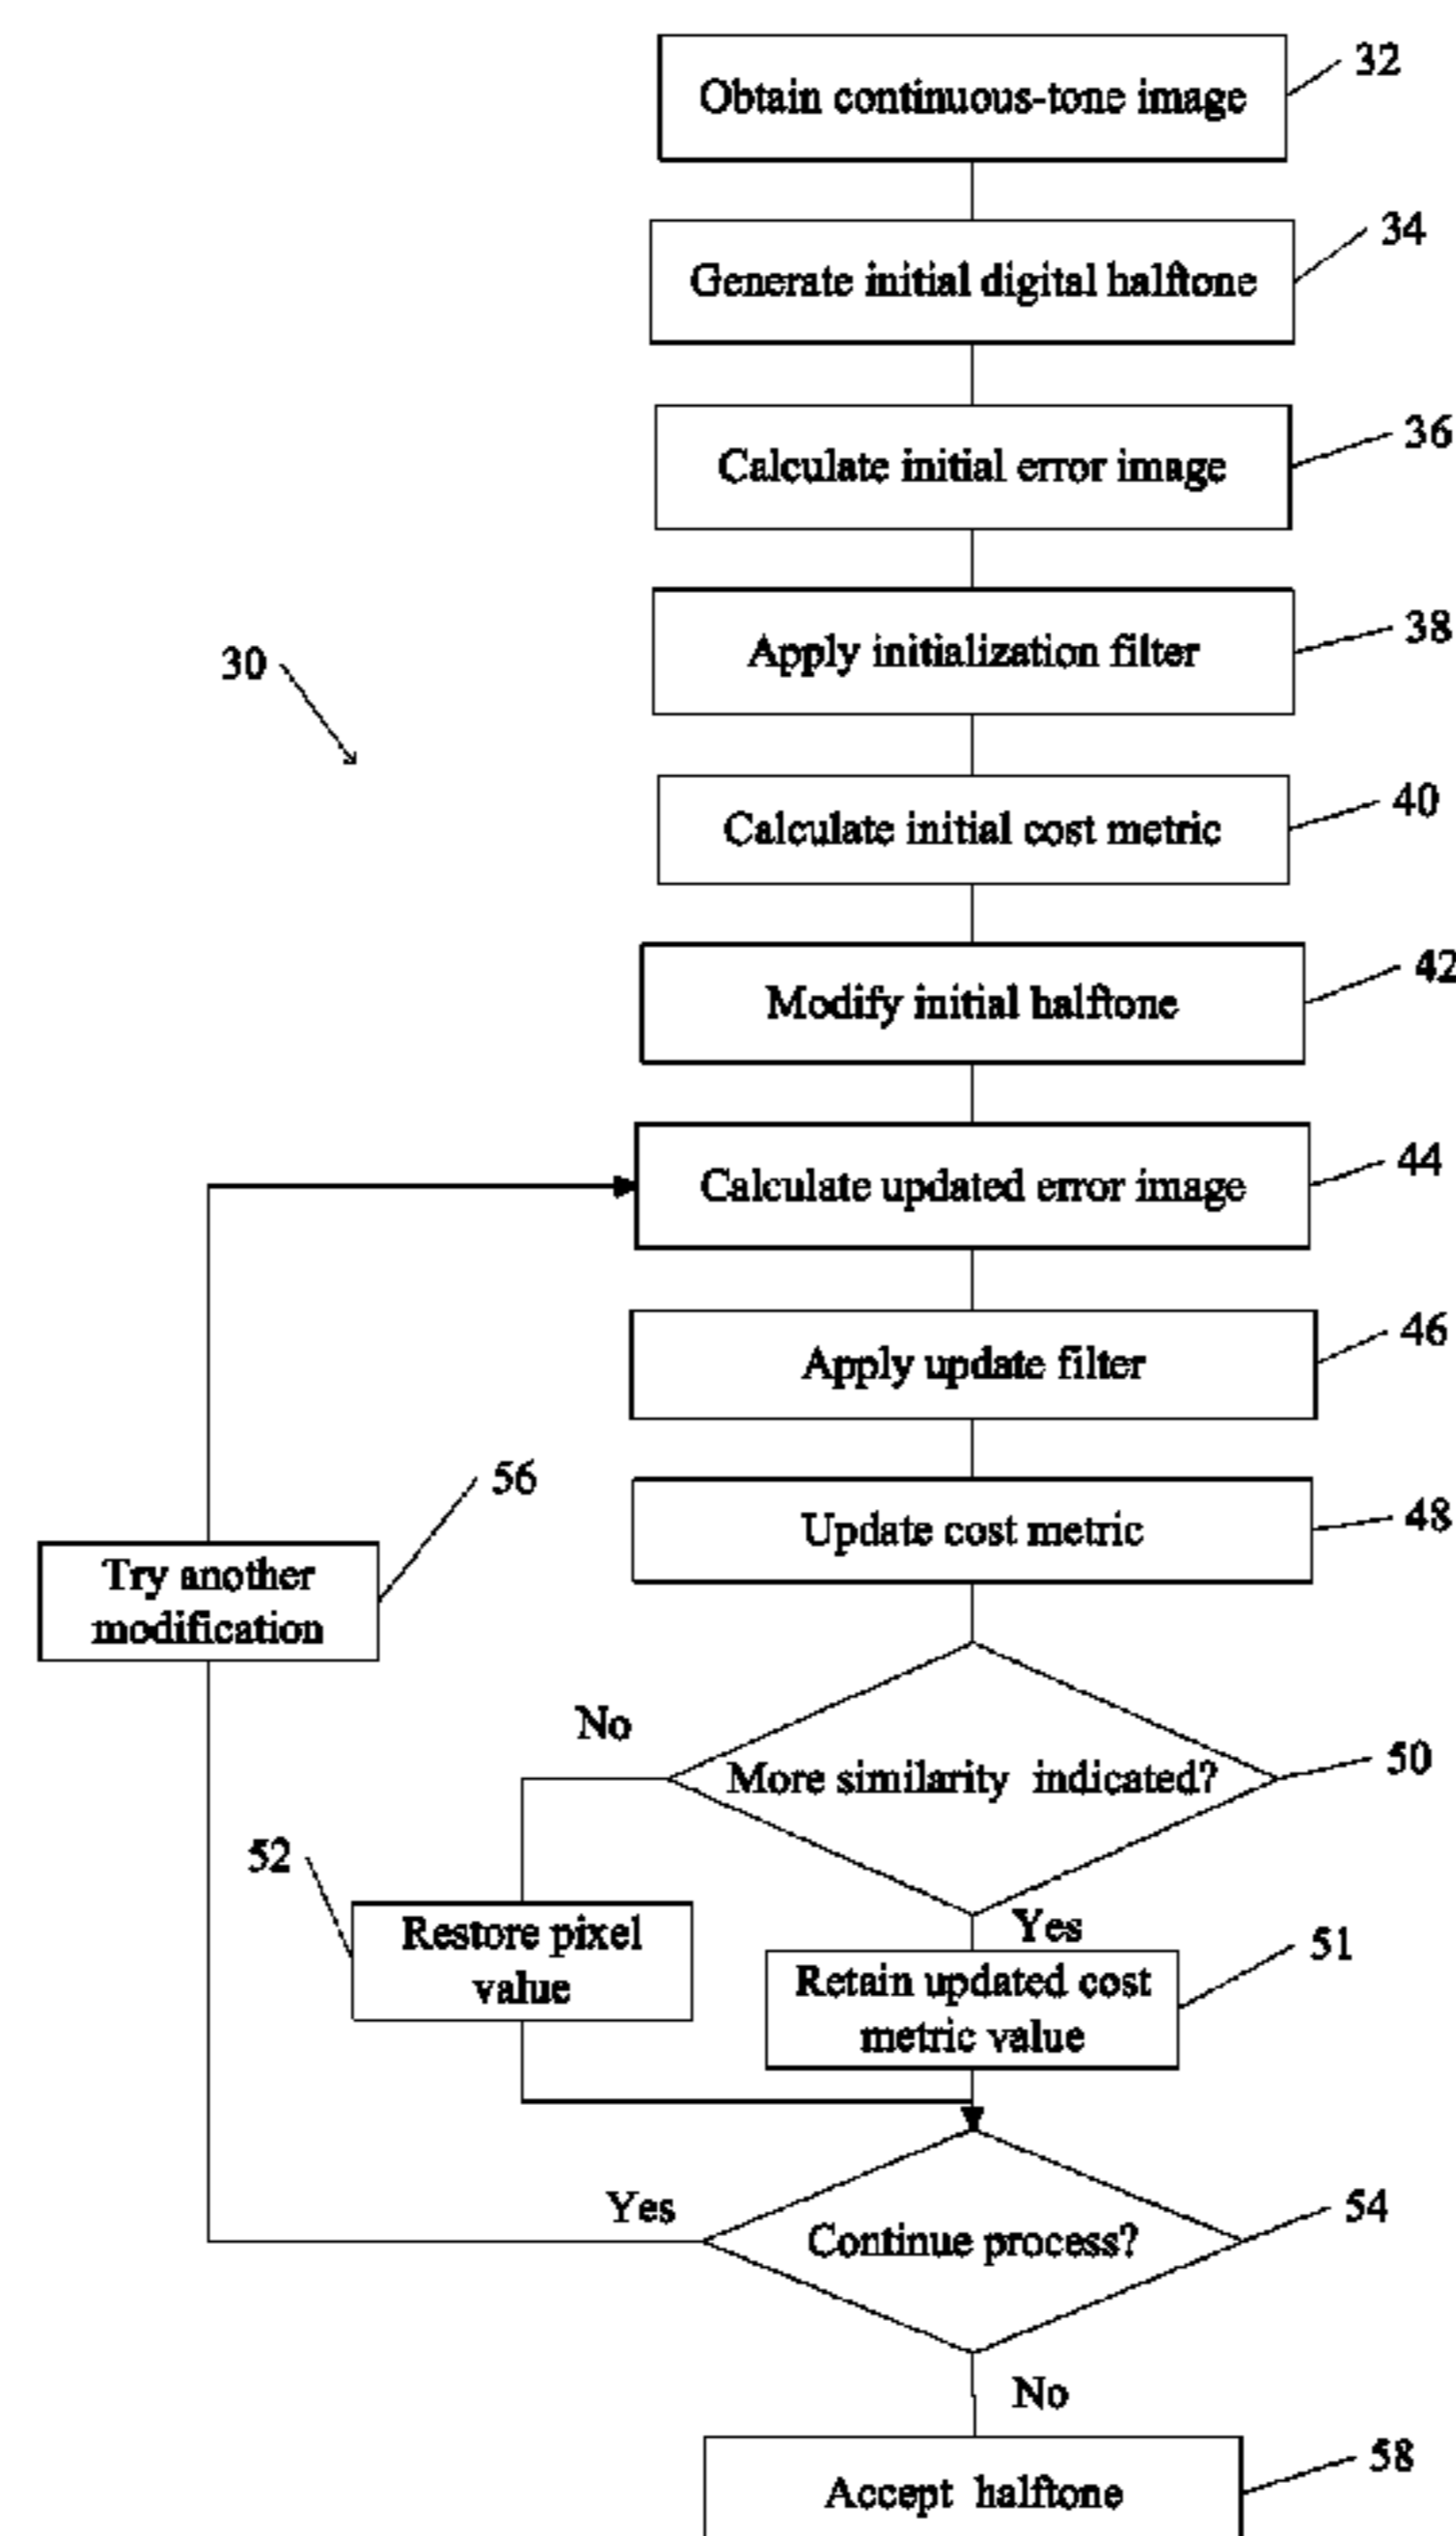 Obtain continuous-tone image
32
Generate initial digital halftone
34
Calculate initial error image
36
Apply initialization filter
38
30
Calculate initial cost metric
40
Modify initial halftone
42
Calculate updated error image
44
Apply update filter
46
Update cost metric
48
56
Try another
modification
No
More similarity indicated?
50
52
Restore pixel
value
Yes
Retain updated cost
metric value
51
Yes
Continue process?
54
No
Accept halftone
58